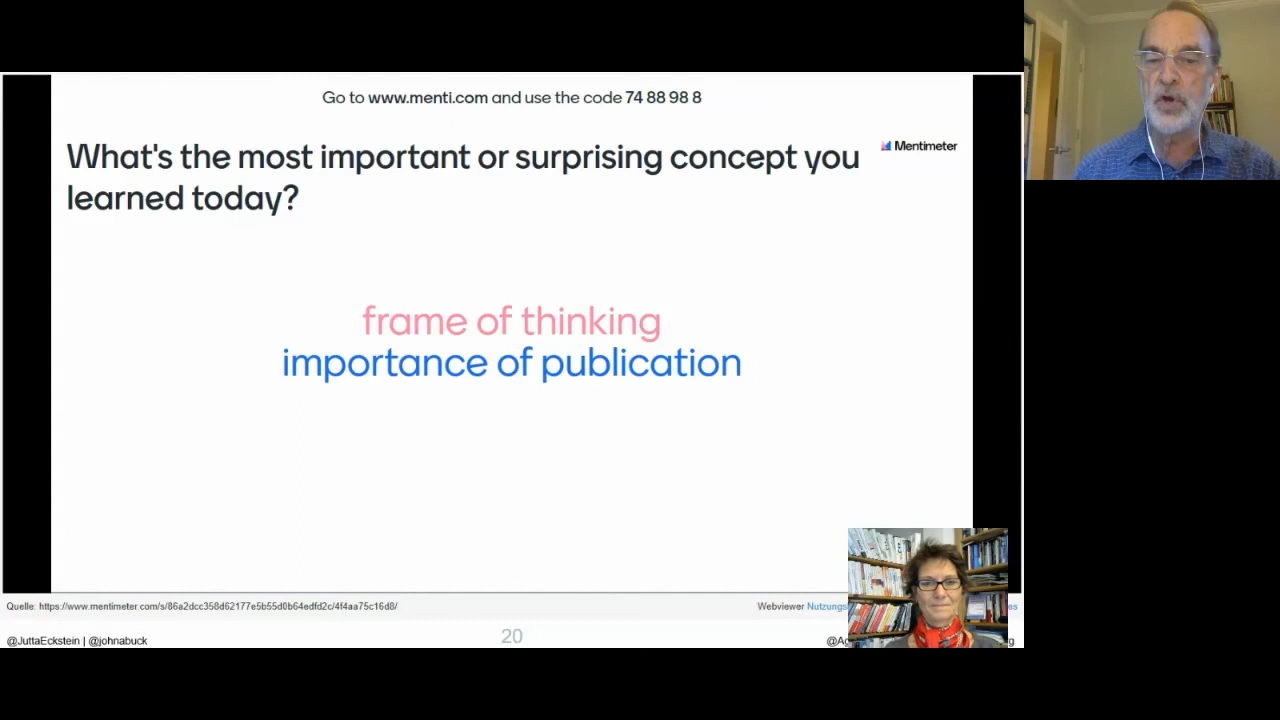 Go to www.menti.com and use the code 74 88 98 8
Mentimeter
What's the most important or surprising concept you
learned today?
frame of thinking
importance of publication
Quelle: https://www.mentimeter.com/s/86a2dcc358d62177e5b55d0b64edfd2c/4f4aa75c16d8/
Webviewer
@JuttaEckstein | @johnabuck
20